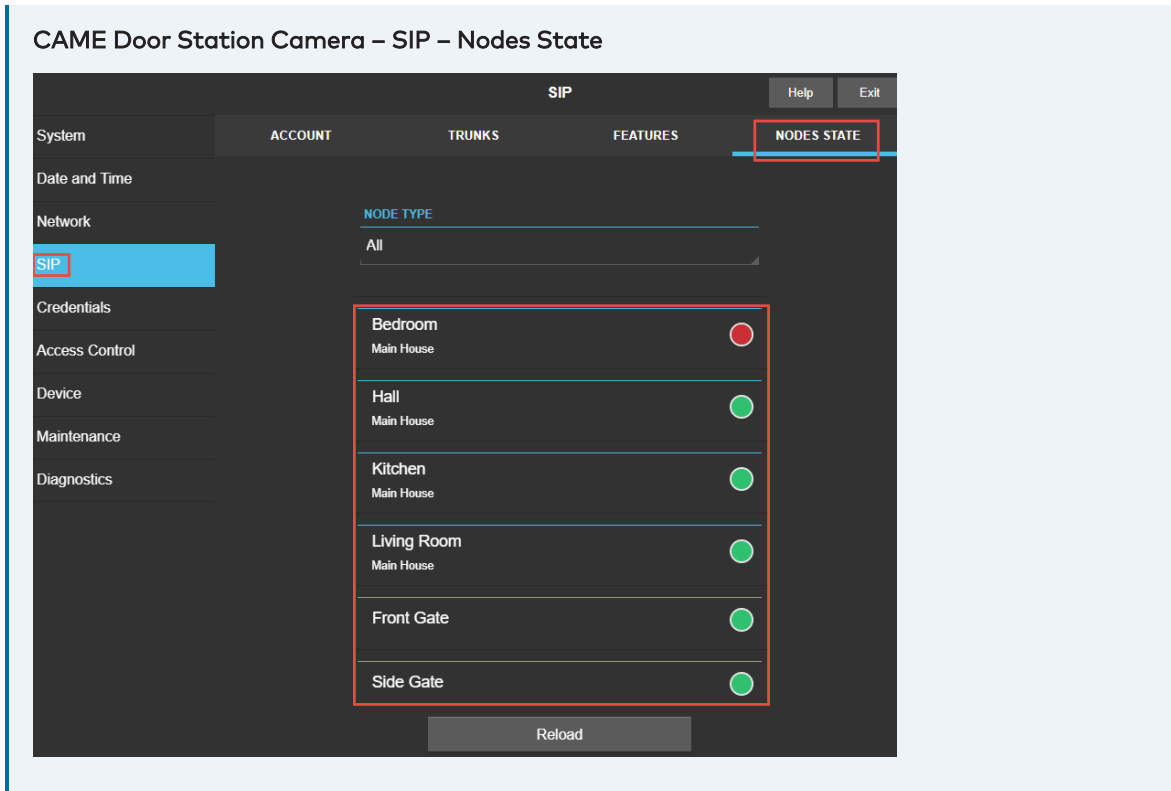 CAME Door Station Camera – SIP – Nodes State
SIP
Help
Exit
System
ACCOUNT
TRUNKS
FEATURES
NODES STATE
Date and Time
Network
SIP
Credentials
Access Control
Device
Maintenance
Diagnostics
NODE TYPE
All
Bedroom
Main House
Hall
Main House
Kitchen
Main House
Living Room
Main House
Front Gate
Side Gate
Reload